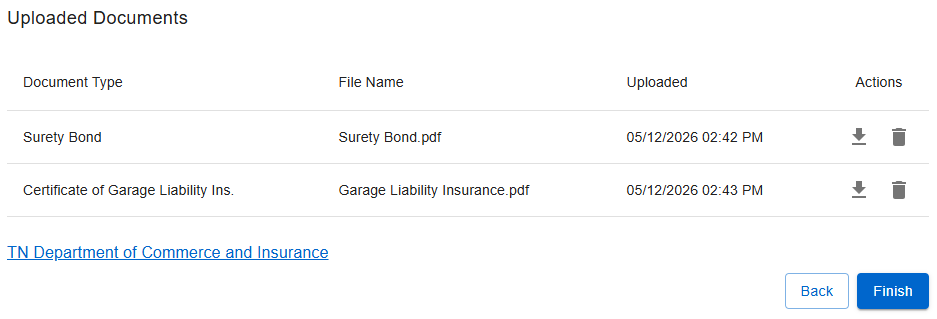 Uploaded Documents
Document Type File Name Uploaded Actions
Surety Bond Surety Bond.pdf 05/12/2026 02:42 PM
Certificate of Garage Liability Ins. Garage Liability Insurance.pdf 05/12/2026 02:43 PM
TN Department of Commerce and Insurance
Back Finish